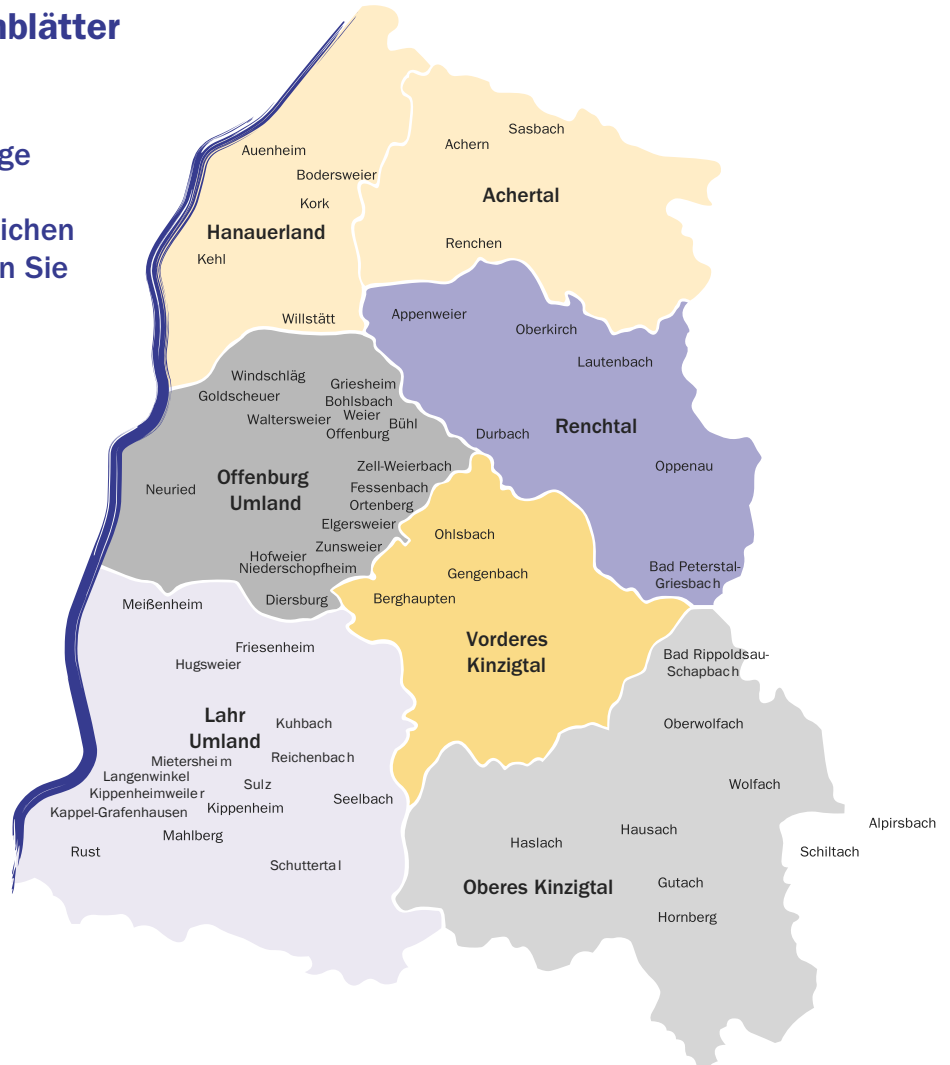 nblätter
ge
ichen
n Sie
Auenheim
Bodersweier
Kork
Hanauerland
Kehl
Willstätt
Sasbach
Achern
Achertal
Renchen
Appenweier
Oberkirch
Lautenbach
Durbach
Renchtal
Oppenau
Bad Peterstal-
Griesbach
Windschläg
Griesheim
Goldscheuer
Bohlsbach
Waltersweier
Weier
Bühl
Offenburg
Zell-Weierbach
Offenburg
Umland
Neuried
Fessenbach
Ortenberg
Elgersweier
Zunsweier
Hofweier
Niederschopfheim
Diersburg
Ohlsbach
Gengenbach
Berghaupten
Vorderes
Kinzigtal
Meißenheim
Friesenheim
Hugsweier
Lahr
Umland
Kuhbach
Mietersheim
Reichenbach
Langenwinkel
Sulz
Kippenheimweiler
Seelbach
Kappel-Grafenhausen
Kippenheim
Mahlberg
Rust
Schuttertal
Bad Rippoldsau-
Schapbach
Oberwolfach
Wolfach
Alpirsbach
Hausach
Haslach
Schiltach
Oberes Kinzigtal
Gutach
Hornberg